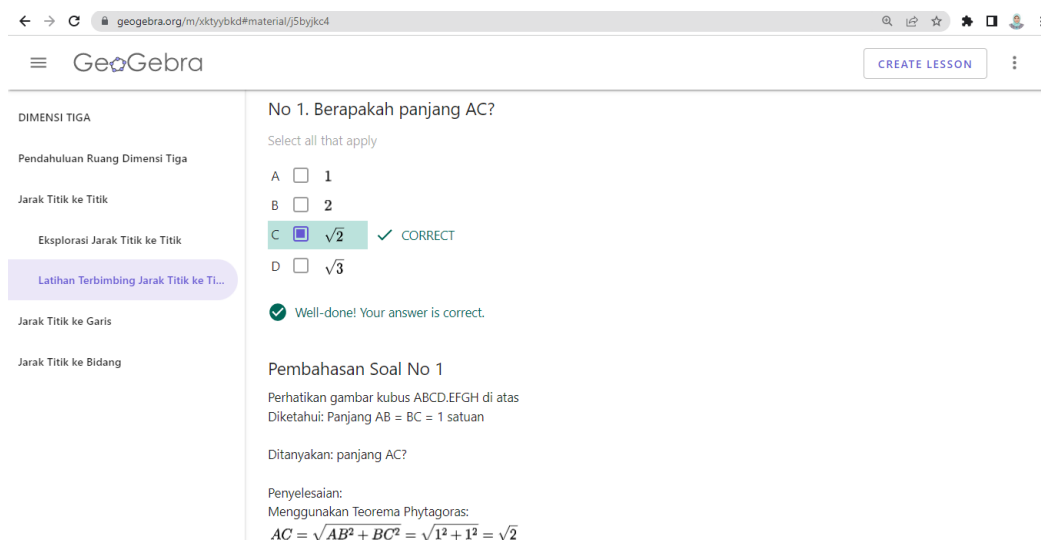 geogebra.org/m/xktyybkd#material/j5byjkc4
GeoGebra
CREATE LESSON
DIMENSI TIGA
Pendahuluan Ruang Dimensi Tiga
Jarak Titik ke Titik
Eksplorasi Jarak Titik ke Titik
Latihan Terbimbing Jarak Titik ke Ti...
Jarak Titik ke Garis
Jarak Titik ke Bidang
No 1. Berapakah panjang AC?
Select all that apply
A 1
B 2
C √2 CORRECT
D √3
Well-done! Your answer is correct.
Pembahasan Soal No 1
Perhatikan gambar kubus ABCD.EFGH di atas
Diketahui: Panjang AB = BC = 1 satuan
Ditanyakan: panjang AC?
Penyelesaian:
Menggunakan Teorema Phytagoras:
AC = √(AB² + BC²) = √(1² + 1²) = √2